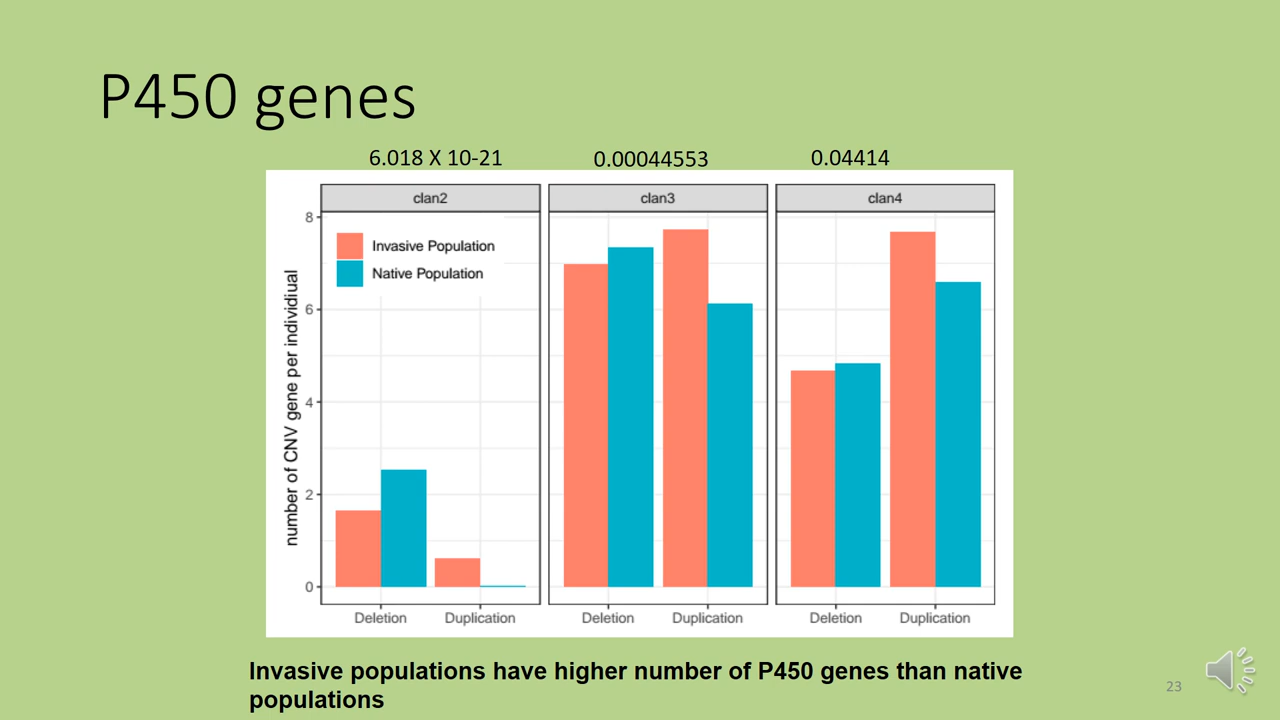 P450 genes
6.018 X 10-21 0.00044553 0.04414
clan2 clan3 clan4
Invasive Population
Native Population
number of CNV gene per individiual
8
6
4
2
0
Deletion Duplication Deletion Duplication Deletion Duplication
Invasive populations have higher number of P450 genes than native
populations
23